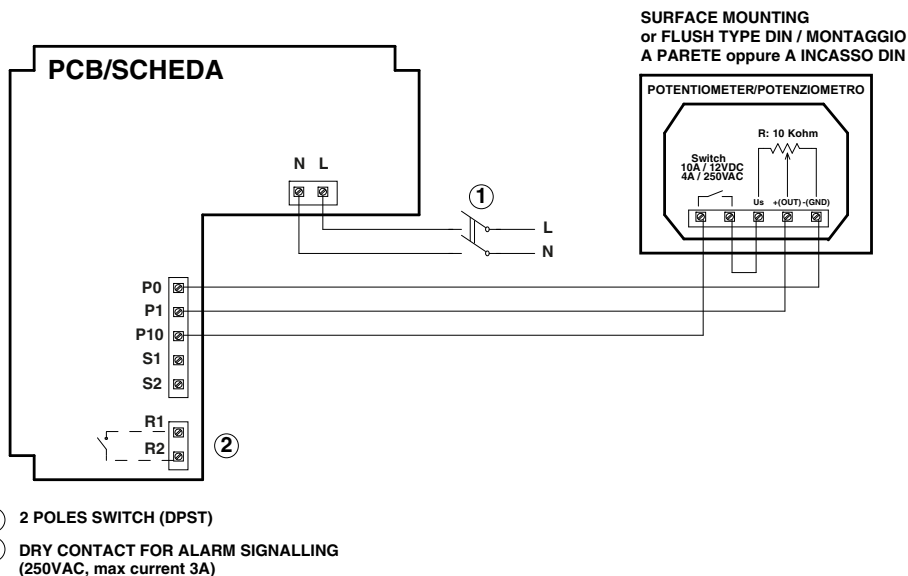 SURFACE MOUNTING
or FLUSH TYPE DIN / MONTAGGIO
A PARETE oppure A INCASSO DIN
PCB/SCHEDA
POTENTIOMETER/POTENZIOMETRO
R: 10 Kohm
Switch
10A / 12VDC
4A / 250VAC
Us +(OUT) -(GND)
N L
1
L
N
P0
P1
P10
S1
S2
R1
R2
2
2 POLES SWITCH (DPST)
DRY CONTACT FOR ALARM SIGNALLING
(250VAC, max current 3A)